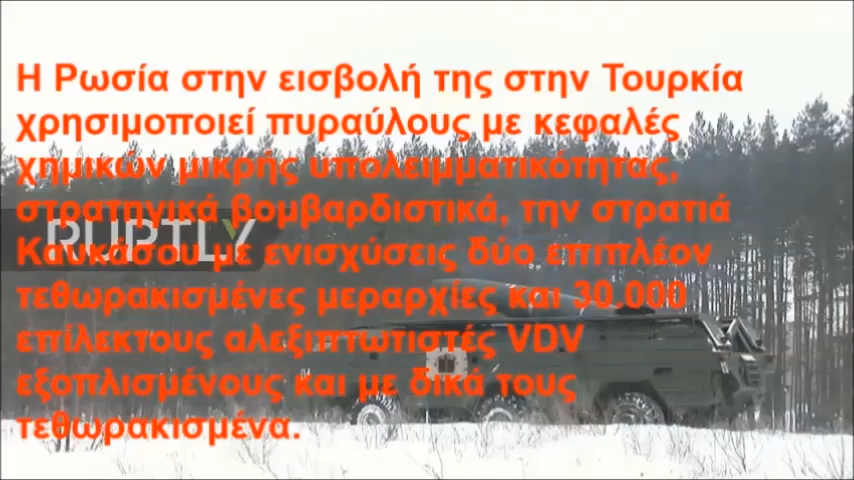 Η Ρωσία στην εισβολή της στην Τουρκία
χρησιμοποιεί πυραύλους με κεφαλές
χημικών μικρής υπολειμματικότητας,
στρατηγικά βομβαρδιστικά, την στρατιά
RUPTLY
Καυκάσου με ενισχύσεις δύο επιπλέον
τεθωρακισμένες μεραρχίες και 30.000
επίλεκτους αλεξιπτωτιστές VDV
εξοπλισμένους και με δικά τους
τεθωρακισμένα.